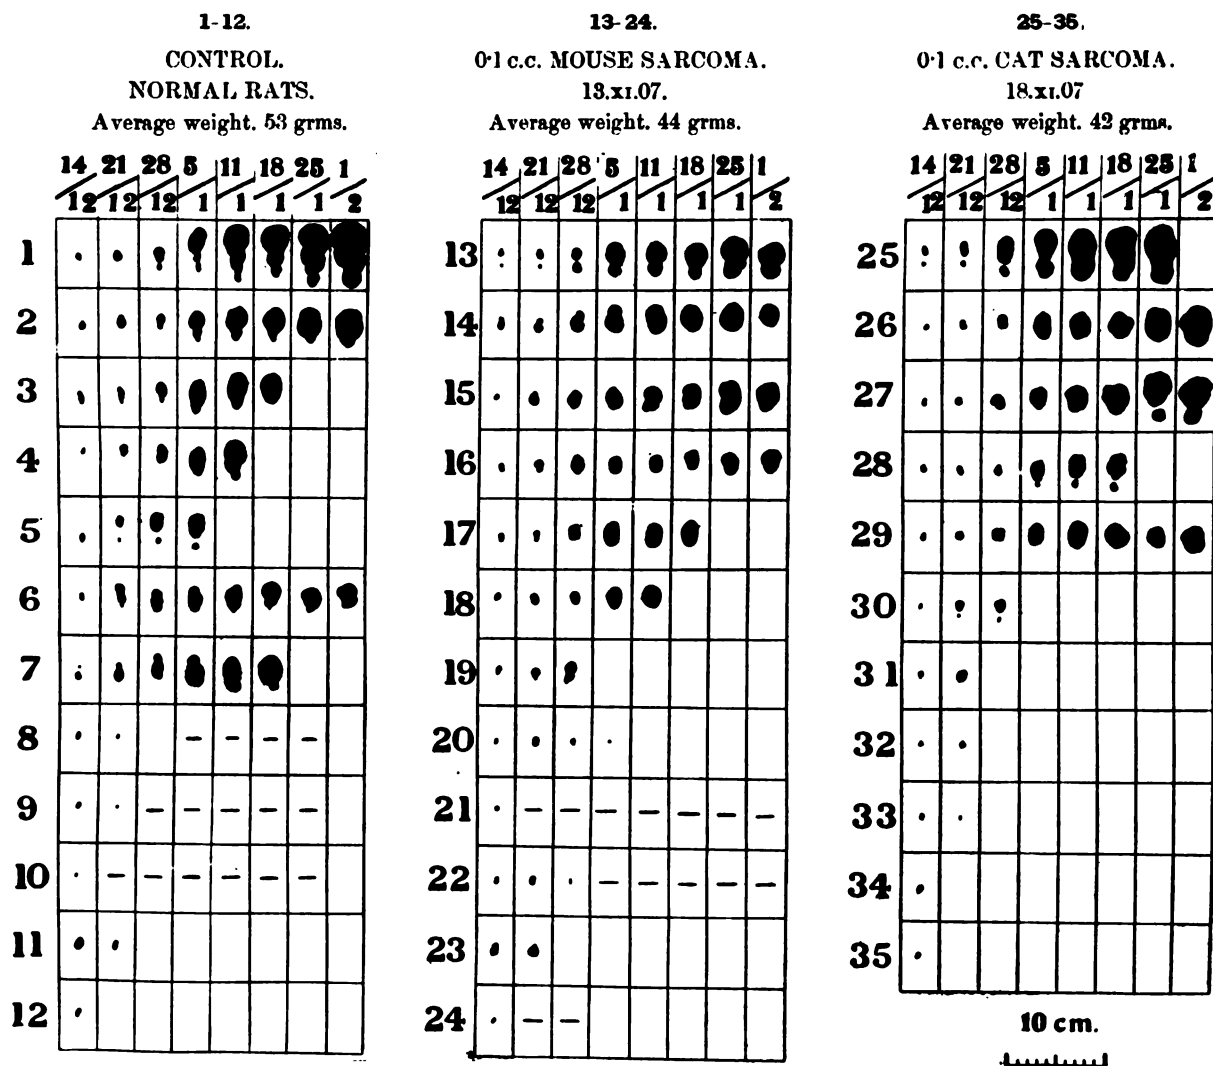 1-12.
CONTROL.
NORMAL RATS.
Average weight. 53 grms.
14/12 21/12 28/12 5/1 11/1 18/1 25/1 1/2
1
2
3
4
5
6
7
8
9
10
11
12
13-24.
0·1 c.c. MOUSE SARCOMA.
13.XI.07.
Average weight. 44 grms.
14/12 21/12 28/12 5/1 11/1 18/1 25/1 1/2
13
14
15
16
17
18
19
20
21
22
23
24
25-35.
0·1 c.c. CAT SARCOMA.
18.XI.07
Average weight. 42 grms.
14/12 21/12 28/12 5/1 11/1 18/1 25/1 1/2
25
26
27
28
29
30
31
32
33
34
35
10 cm.